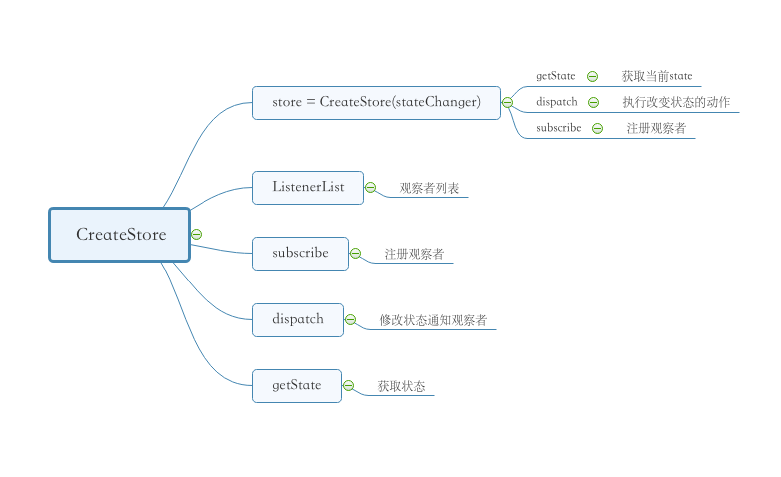 CreateStore
store = CreateStore(stateChanger)
getState 获取当前state
dispatch 执行改变状态的动作
subscribe 注册观察者
ListenerList 观察者列表
subscribe 注册观察者
dispatch 修改状态通知观察者
getState 获取状态